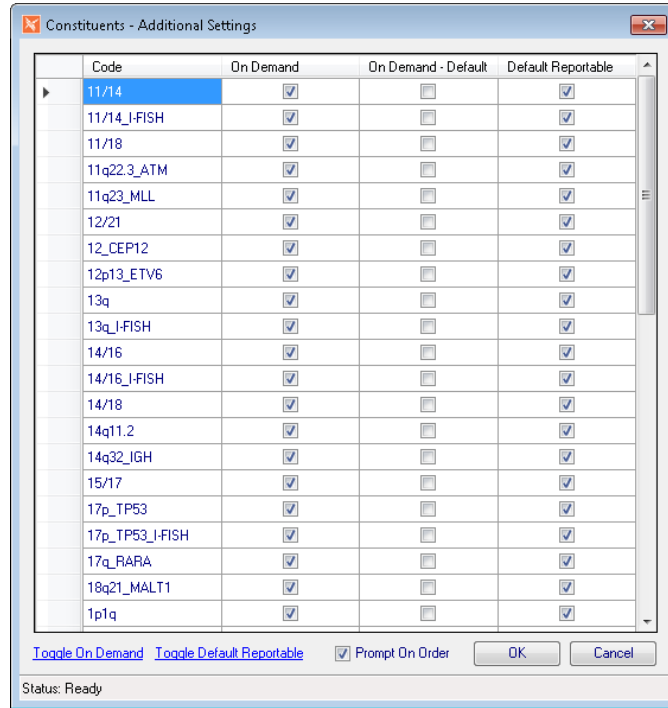 Constituents - Additional Settings
Code On Demand On Demand - Default Default Reportable
11/14
11/14_I-FISH
11/18
11q22.3_ATM
11q23_MLL
12/21
12_CEP12
12p13_ETV6
13q
13q_I-FISH
14/16
14/16_I-FISH
14/18
14q11.2
14q32_IGH
15/17
17p_TP53
17p_TP53_I-FISH
17q_RARA
18q21_MALT1
1p1q
Toggle On Demand Toggle Default Reportable Prompt On Order OK Cancel
Status: Ready